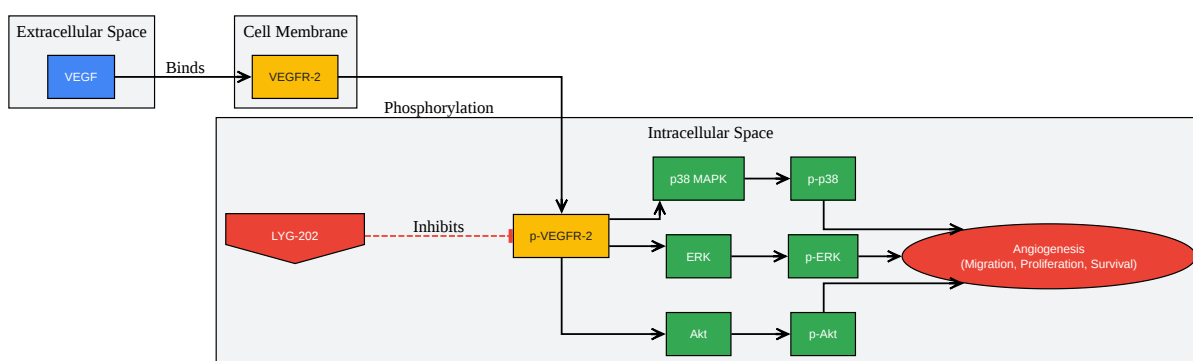 Extracellular Space
Cell Membrane
VEGF
Binds
VEGFR-2
Phosphorylation
Intracellular Space
p38 MAPK
p-p38
LYG-202
Inhibits
p-VEGFR-2
ERK
p-ERK
Angiogenesis
(Migration, Proliferation, Survival)
Akt
p-Akt